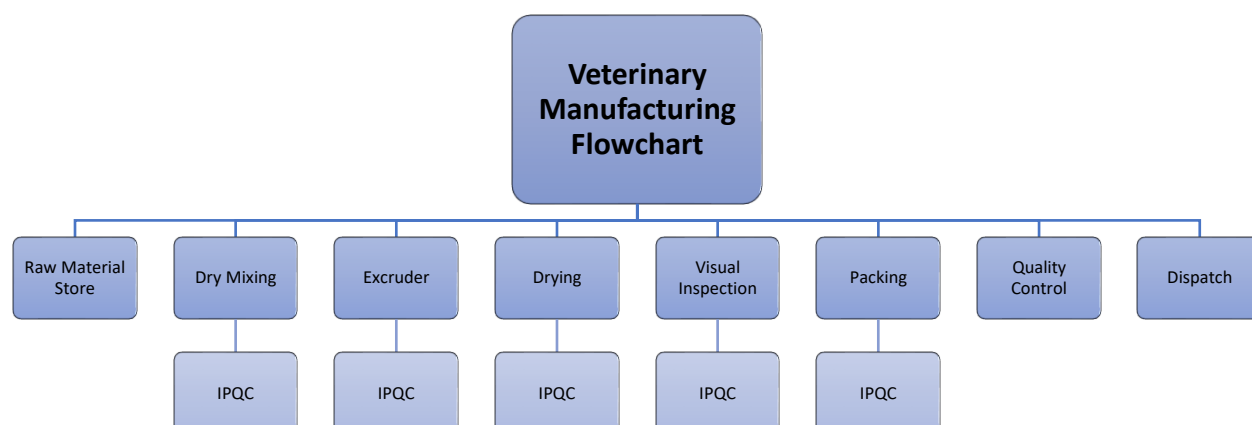 Veterinary
Manufacturing
Flowchart
Raw Material
Store
Dry Mixing
Excruder
Drying
Visual
Inspection
Packing
Quality
Control
Dispatch
IPQC
IPQC
IPQC
IPQC
IPQC